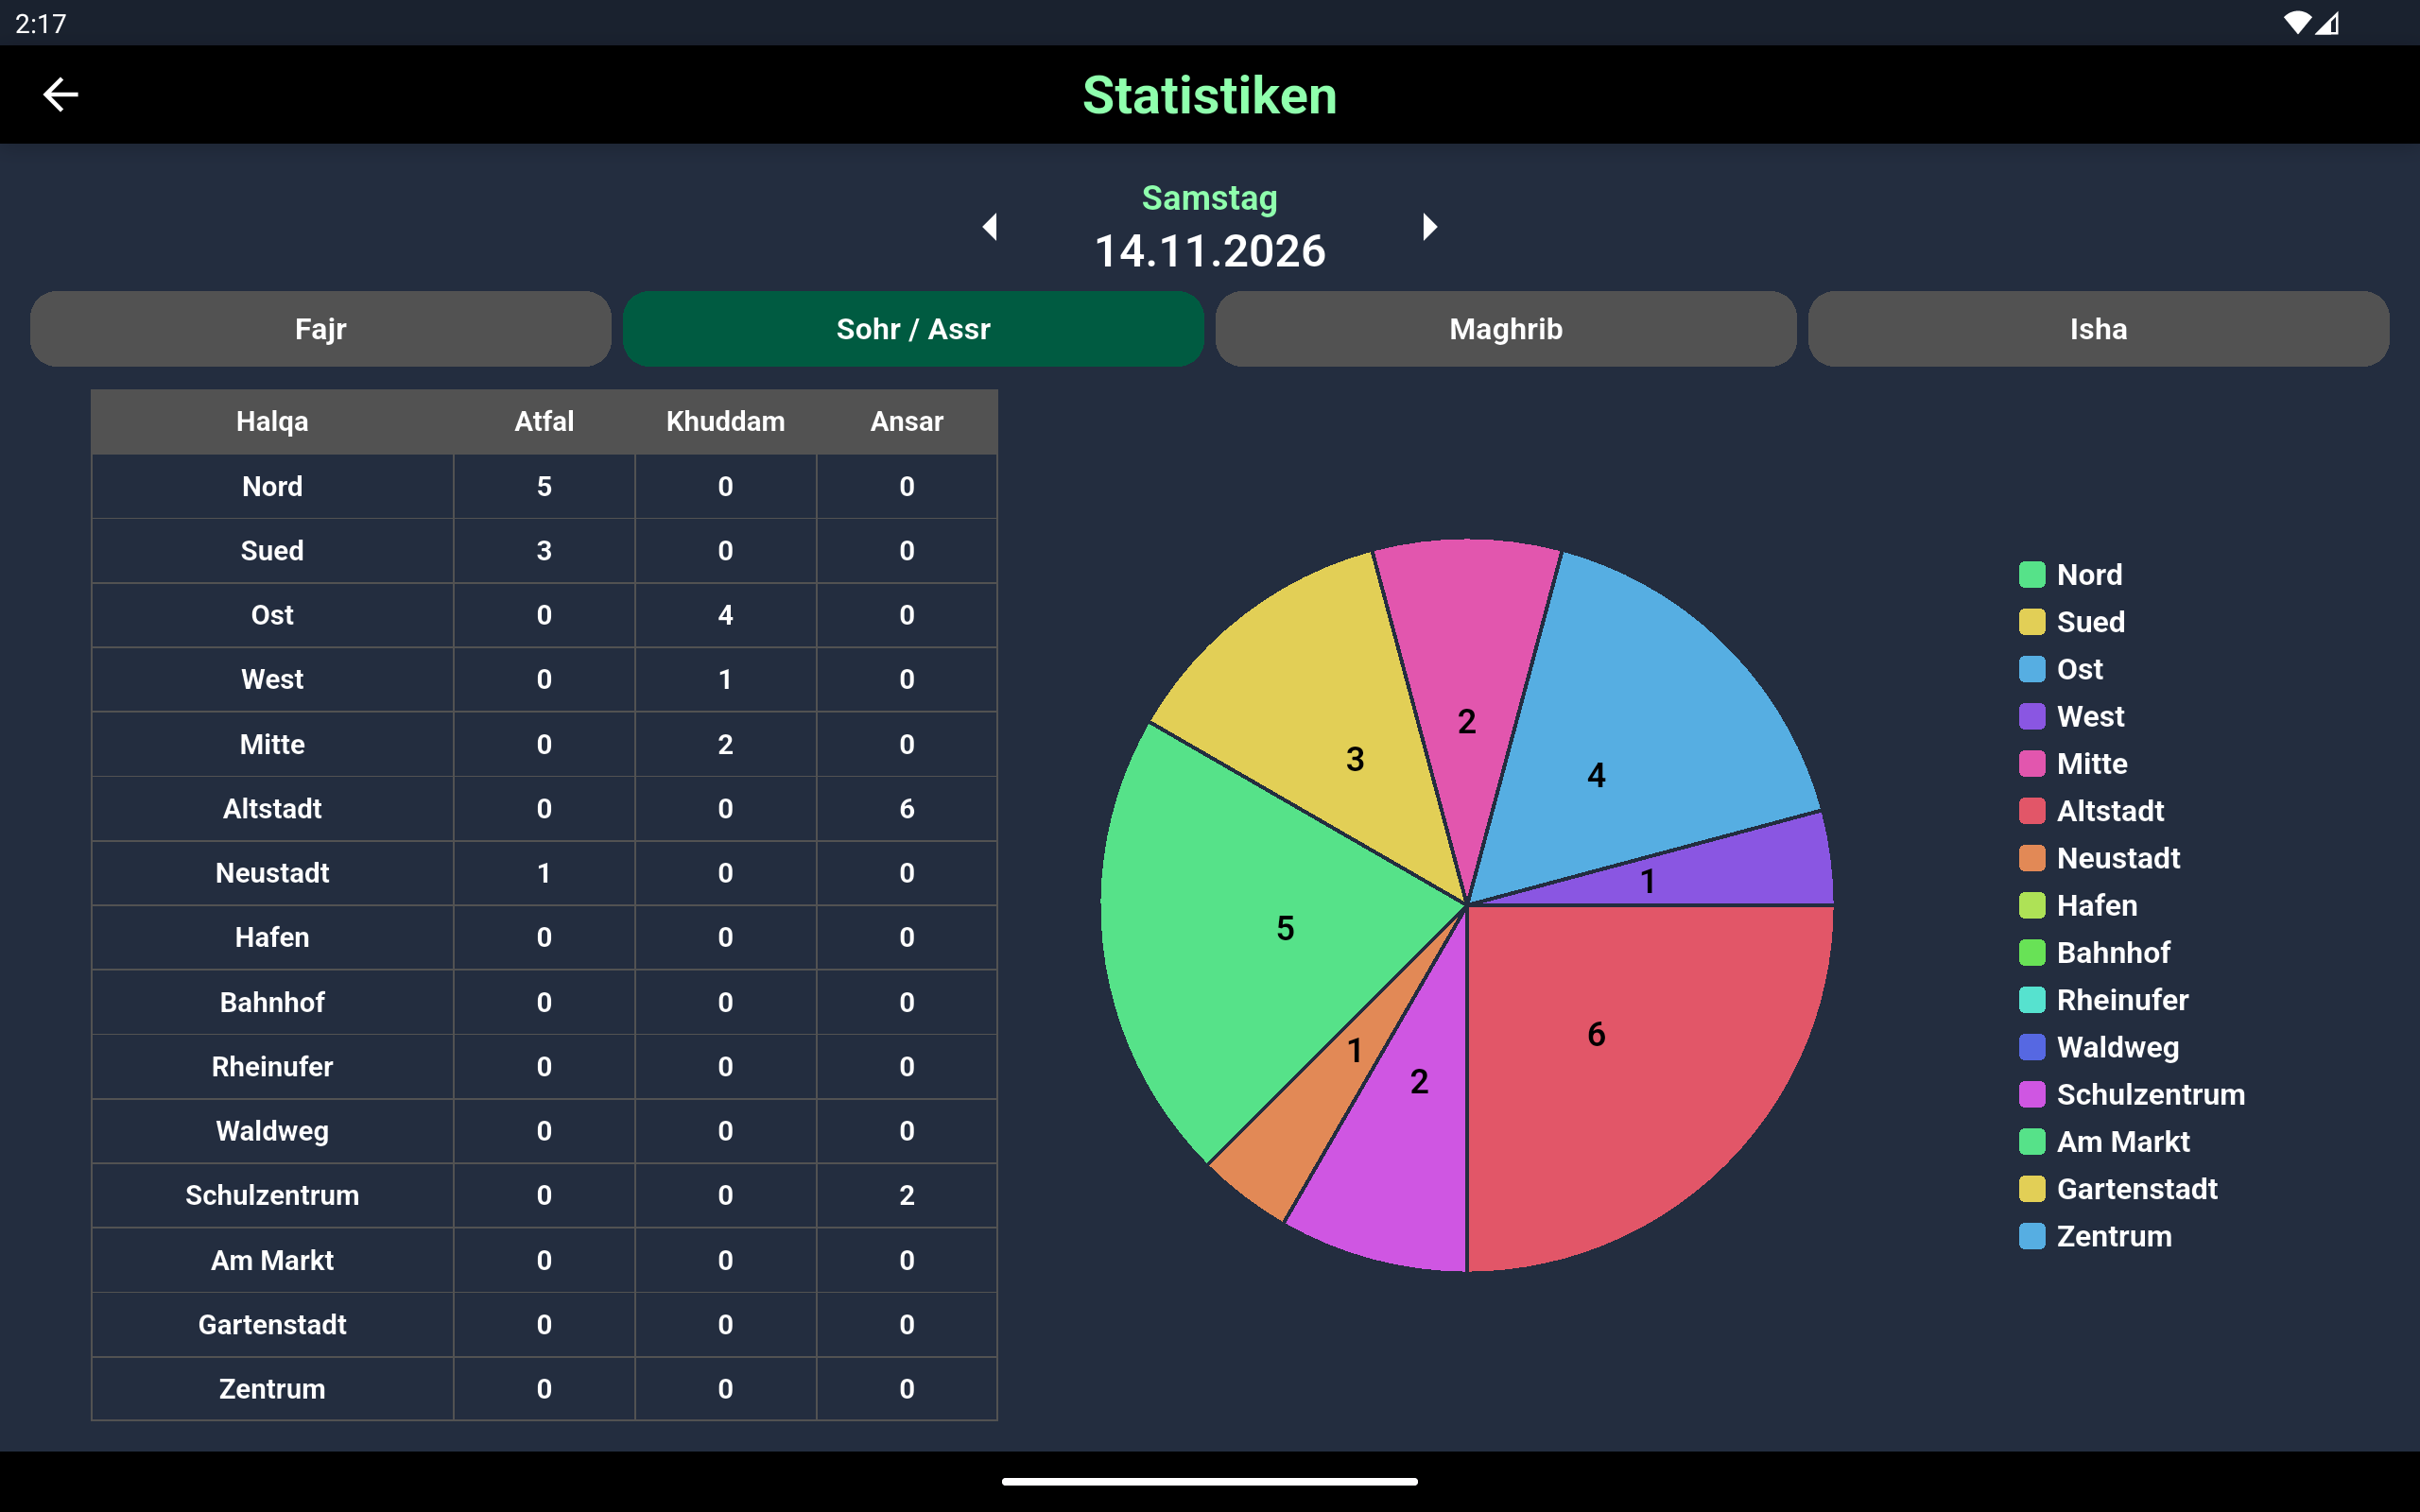 2:17
Statistiken
Samstag
14.11.2026
Fajr
Sohr / Assr
Maghrib
Isha
Halqa Atfal Khuddam Ansar
Nord 5 0 0
Sued 3 0 0
Ost 0 4 0
West 0 1 0
Mitte 0 2 0
Altstadt 0 0 6
Neustadt 1 0 0
Hafen 0 0 0
Bahnhof 0 0 0
Rheinufer 0 0 0
Waldweg 0 0 0
Schulzentrum 0 0 2
Am Markt 0 0 0
Gartenstadt 0 0 0
Zentrum 0 0 0
2
3
4
1
5
6
1
2
Nord
Sued
Ost
West
Mitte
Altstadt
Neustadt
Hafen
Bahnhof
Rheinufer
Waldweg
Schulzentrum
Am Markt
Gartenstadt
Zentrum